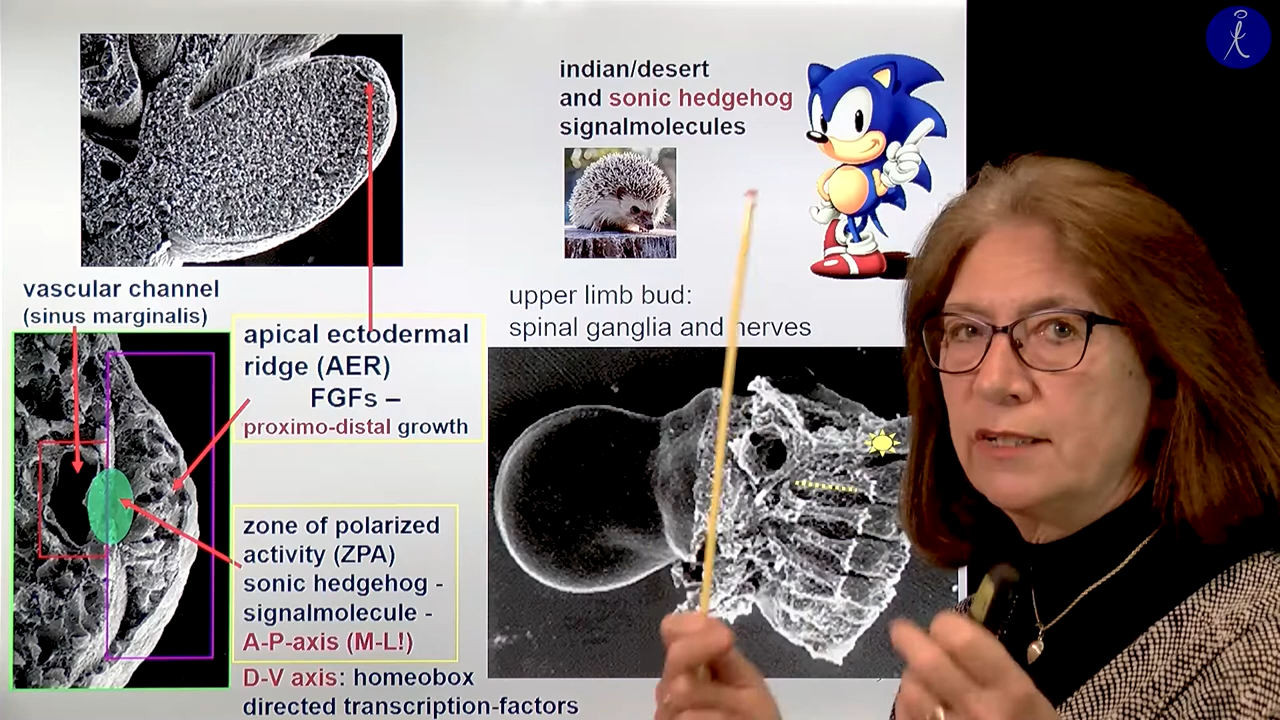 indian/desert
and sonic hedgehog
signalmolecules
vascular channel
(sinus marginalis)
apical ectodermal
ridge (AER)
FGFs –
proximo-distal growth
upper limb bud:
spinal ganglia and nerves
zone of polarized
activity (ZPA)
sonic hedgehog -
signalmolecule -
A-P-axis (M-L!)
D-V axis: homeobox
directed transcription-factors